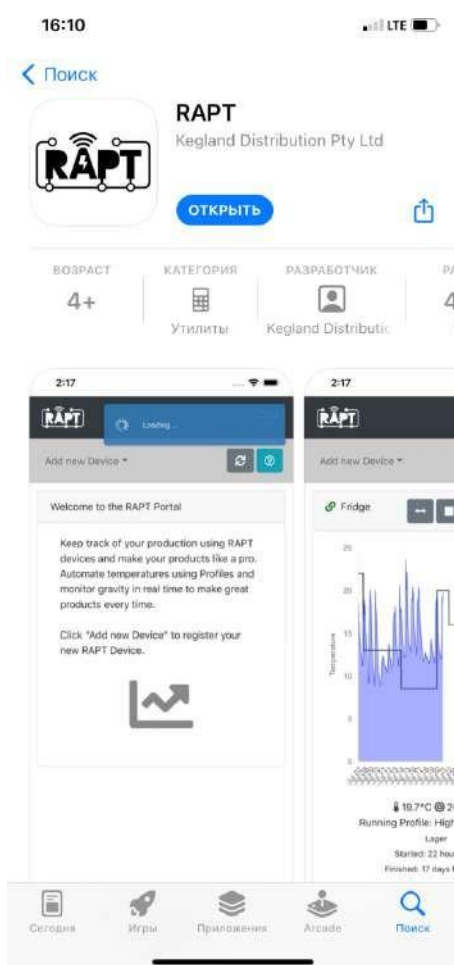 16:10
LTE
Поиск
RAPT
RAPT
Kegland Distribution Pty Ltd
ОТКРЫТЬ
ВОЗРАСТ
КАТЕГОРИЯ
РАЗРАБОТЧИК
4+
Утилиты
Kegland Distributic
2:17
RAPT
Loading...
Add new Device
Welcome to the RAPT Portal
Keep track of your production using RAPT
devices and make your products like a pro.
Automate temperatures using Profiles and
monitor gravity in real time to make great
products every time.
Click "Add new Device" to register your
new RAPT Device.
2:17
RAPT
Add new Device
Fridge
Temperature
25
20
15
10
5
0
19.7°C @ 2
Running Profile: High
Lager
Started: 22 hou
Finished: 17 days
Сегодня
Игры
Приложения
Arcade
Поиск